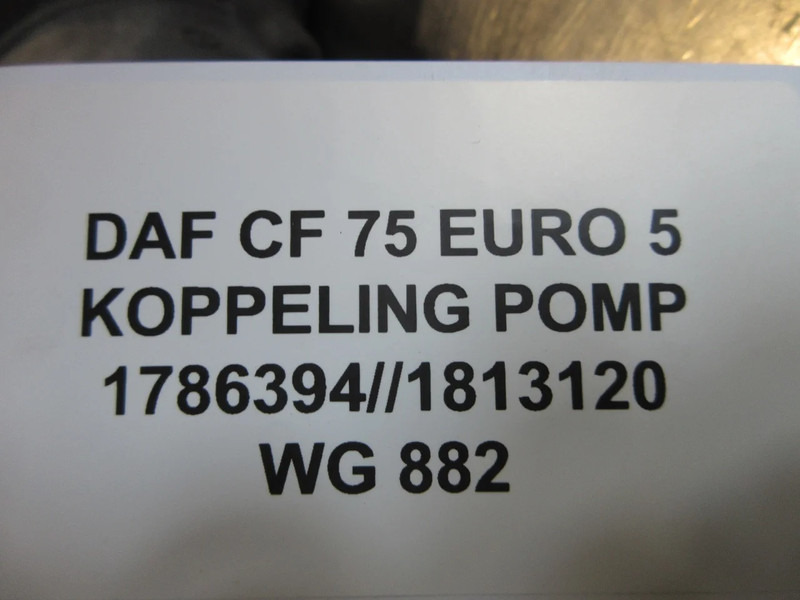 DAF CF 75 EURO 5
KOPPELING POMP
1786394//1813120
WG 882